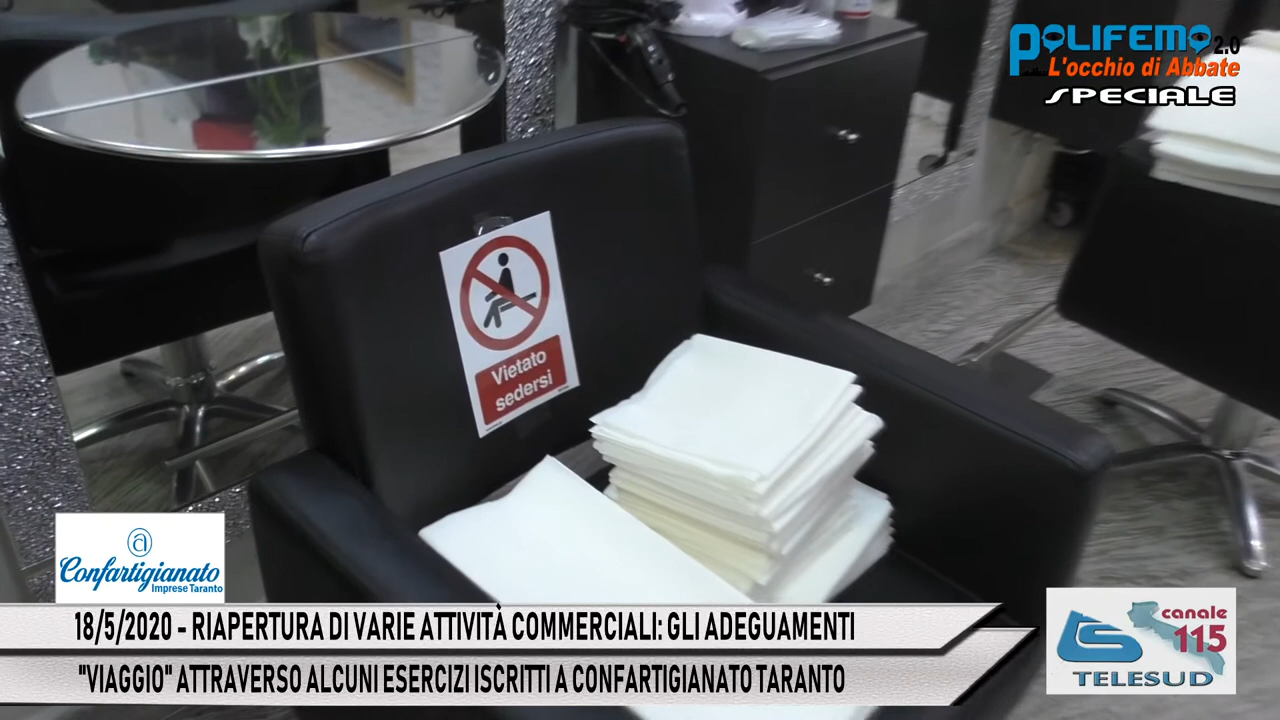 POLIFEMO 2.0
L'occhio di Abbate
SPECIALE
Vietato
sedersi
@ Confartigianato
Imprese Taranto
18/5/2020 – RIAPERTURA DI VARIE ATTIVITÀ COMMERCIALI: GLI ADEGUAMENTI
"VIAGGIO" ATTRAVERSO ALCUNI ESERCIZI ISCRITTI A CONFARTIGIANATO TARANTO
canale
115
TELESUD